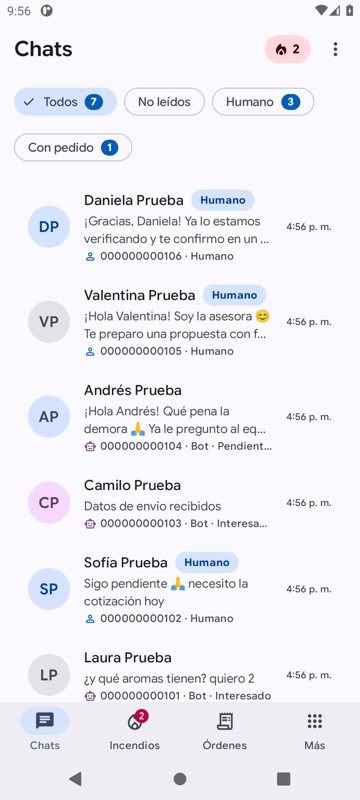 9:56
Chats
2
Todos 7
No leídos
Humano 3
Con pedido 1
DP
Daniela Prueba Humano
¡Gracias, Daniela! Ya lo estamos
verificando y te confirmo en un ...
4:56 p. m.
000000000106 · Humano
VP
Valentina Prueba Humano
¡Hola Valentina! Soy la asesora 😊
Te preparo una propuesta con f...
4:56 p. m.
000000000105 · Humano
AP
Andrés Prueba
¡Hola Andrés! Qué pena la
demora 🙏 Ya le pregunto al eq...
4:56 p. m.
000000000104 · Bot · Pendient...
CP
Camilo Prueba
Datos de envío recibidos
4:56 p. m.
000000000103 · Bot · Interesa...
SP
Sofía Prueba Humano
Sigo pendiente 🙏 necesito la
cotización hoy
4:56 p. m.
000000000102 · Humano
LP
Laura Prueba
¿y qué aromas tienen? quiero 2
4:56 p. m.
000000000101 · Bot · Interesado
2
Chats
Incendios
Órdenes
Más